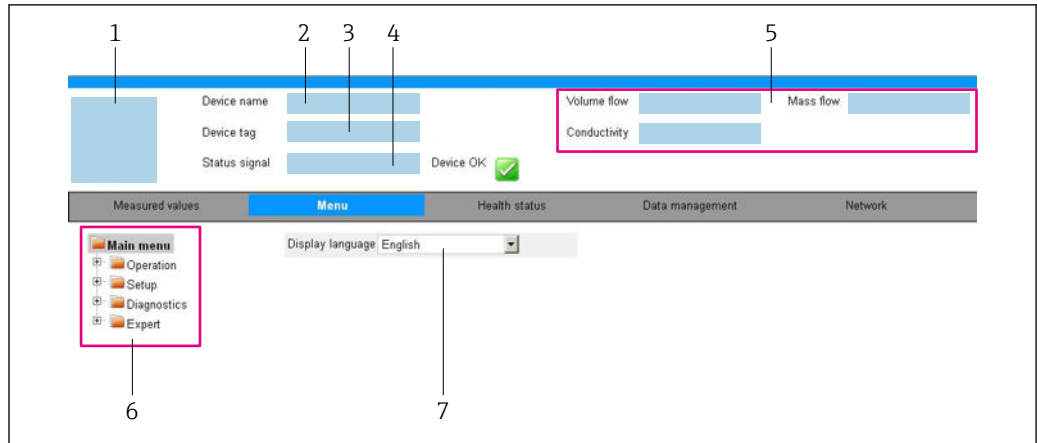 1 2 3 4 5
Device name Volume flow Mass flow
Device tag Conductivity
Status signal Device OK
Measured values Menu Health status Data management Network
Main menu Display language English
Operation
Setup
Diagnostics
Expert
6 7